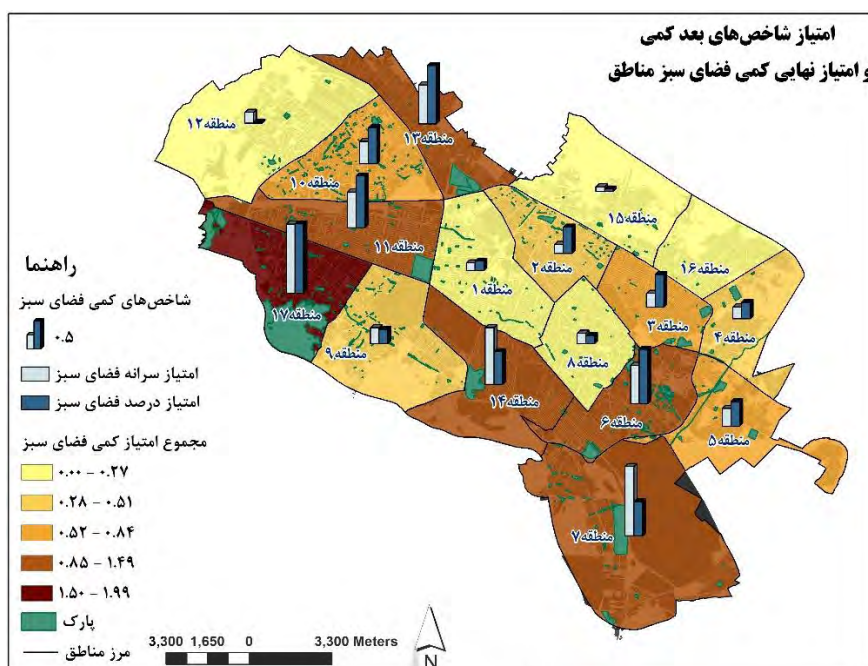 امتیاز شاخص‌های بعد کمی
و امتیاز نهایی کمی فضای سبز مناطق
منطقه۱۲
منطقه۱۳
منطقه۱۰
منطقه۱۱
منطقه۱۵
منطقه۱۶
منطقه۲
منطقه۱
منطقه۳
منطقه۴
منطقه۱۷
منطقه۹
منطقه۸
منطقه۱۴
منطقه۶
منطقه۵
منطقه۷
راهنما
شاخص‌های کمی فضای سبز
۰.۵
امتیاز سرانه فضای سبز
امتیاز درصد فضای سبز
مجموع امتیاز کمی فضای سبز
۰.۰۰ – ۰.۲۷
۰.۲۸ – ۰.۵۱
۰.۵۲ – ۰.۸۴
۰.۸۵ – ۱.۴۹
۱.۵۰ – ۱.۹۹
پارک
مرز مناطق
3,300 1,650 0 3,300 Meters
N